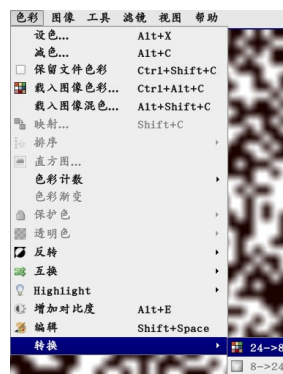 色彩 图像 工具 滤镜 视图 帮助
设色... Alt+X
减色... Alt+C
保留文件色彩 Ctrl+Shift+C
载入图像色彩... Ctrl+Alt+C
载入图像混色... Alt+Shift+C
映射... Shift+C
排序
直方图...
色彩计数
色彩渐变
保护色
透明色
反转
互换
Highlight
增加对比度 Alt+E
编辑 Shift+Space
转换
24->8
8->24